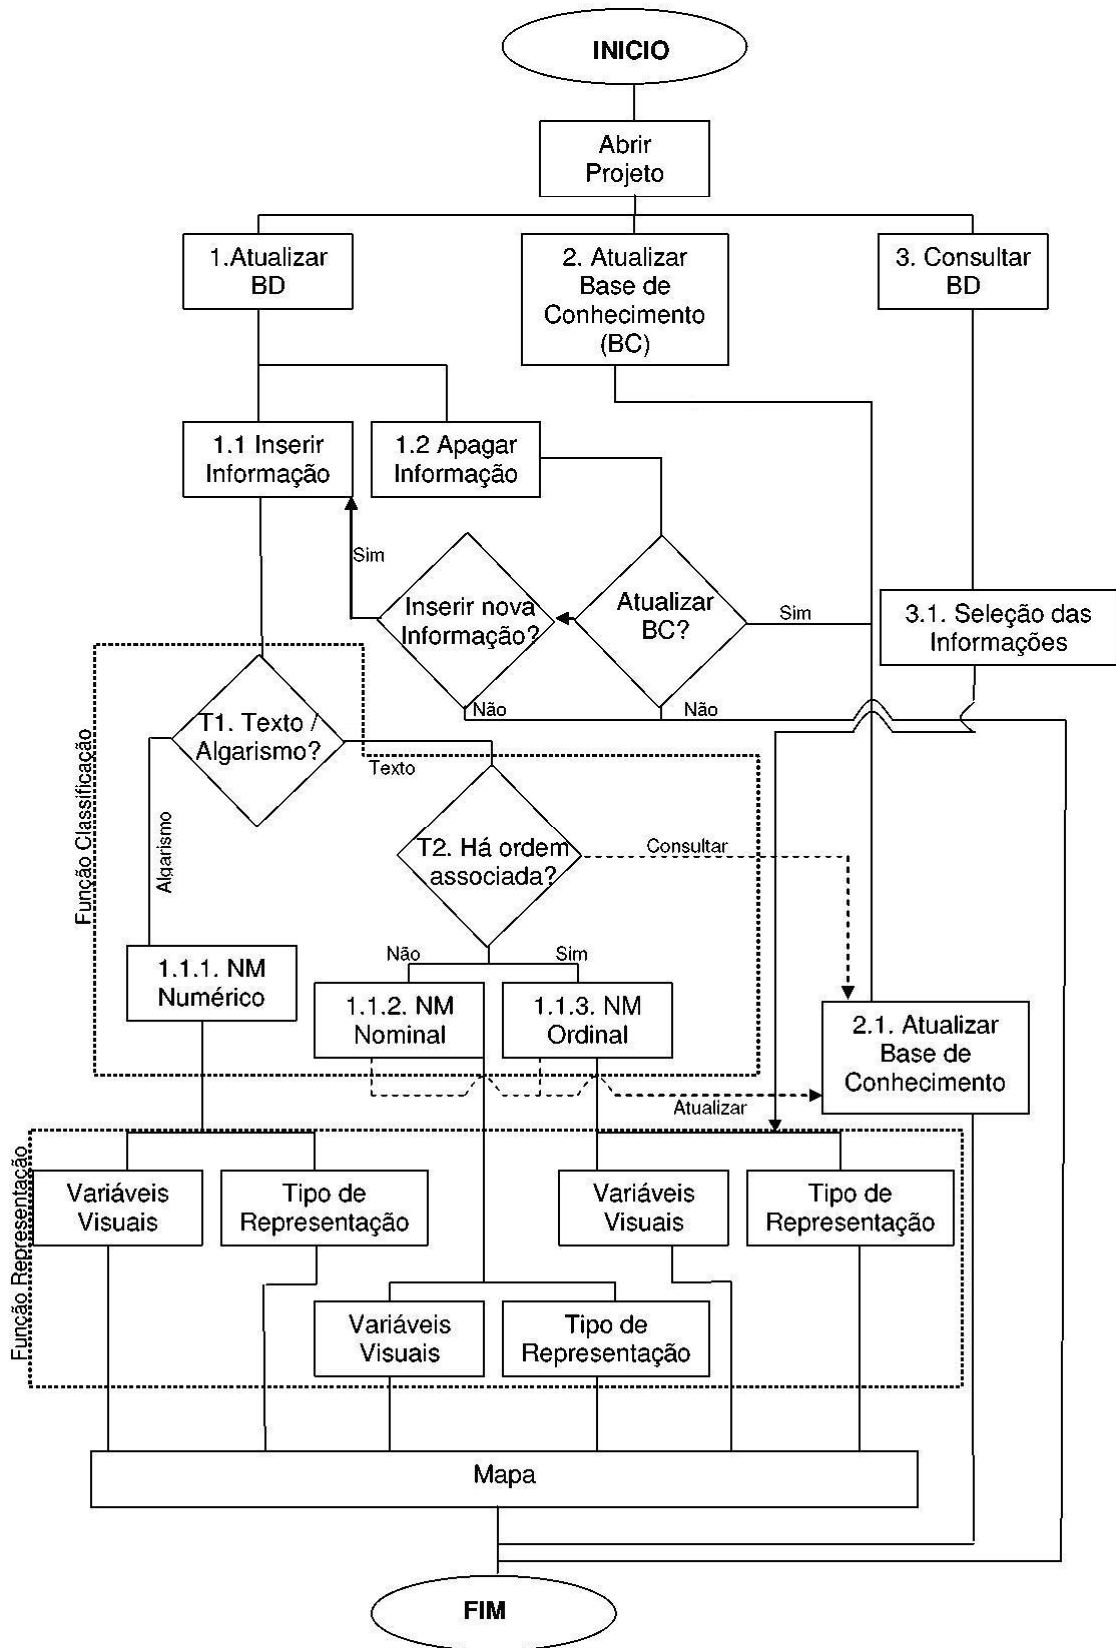 INICIO
Abrir
Projeto
1.Atualizar
BD
2. Atualizar
Base de
Conhecimento
(BC)
3. Consultar
BD
1.1 Inserir
Informação
1.2 Apagar
Informação
Sim
Inserir nova
Informação?
Atualizar
BC?
Sim
3.1. Seleção das
Informações
Não
Não
Função Classificação
T1. Texto /
Algarismo?
Texto
Algarismo
T2. Há ordem
associada?
Consultar
Não
Sim
1.1.1. NM
Numérico
1.1.2. NM
Nominal
1.1.3. NM
Ordinal
2.1. Atualizar
Base de
Conhecimento
Atualizar
Função Representação
Variáveis
Visuais
Tipo de
Representação
Variáveis
Visuais
Tipo de
Representação
Variáveis
Visuais
Tipo de
Representação
Mapa
FIM